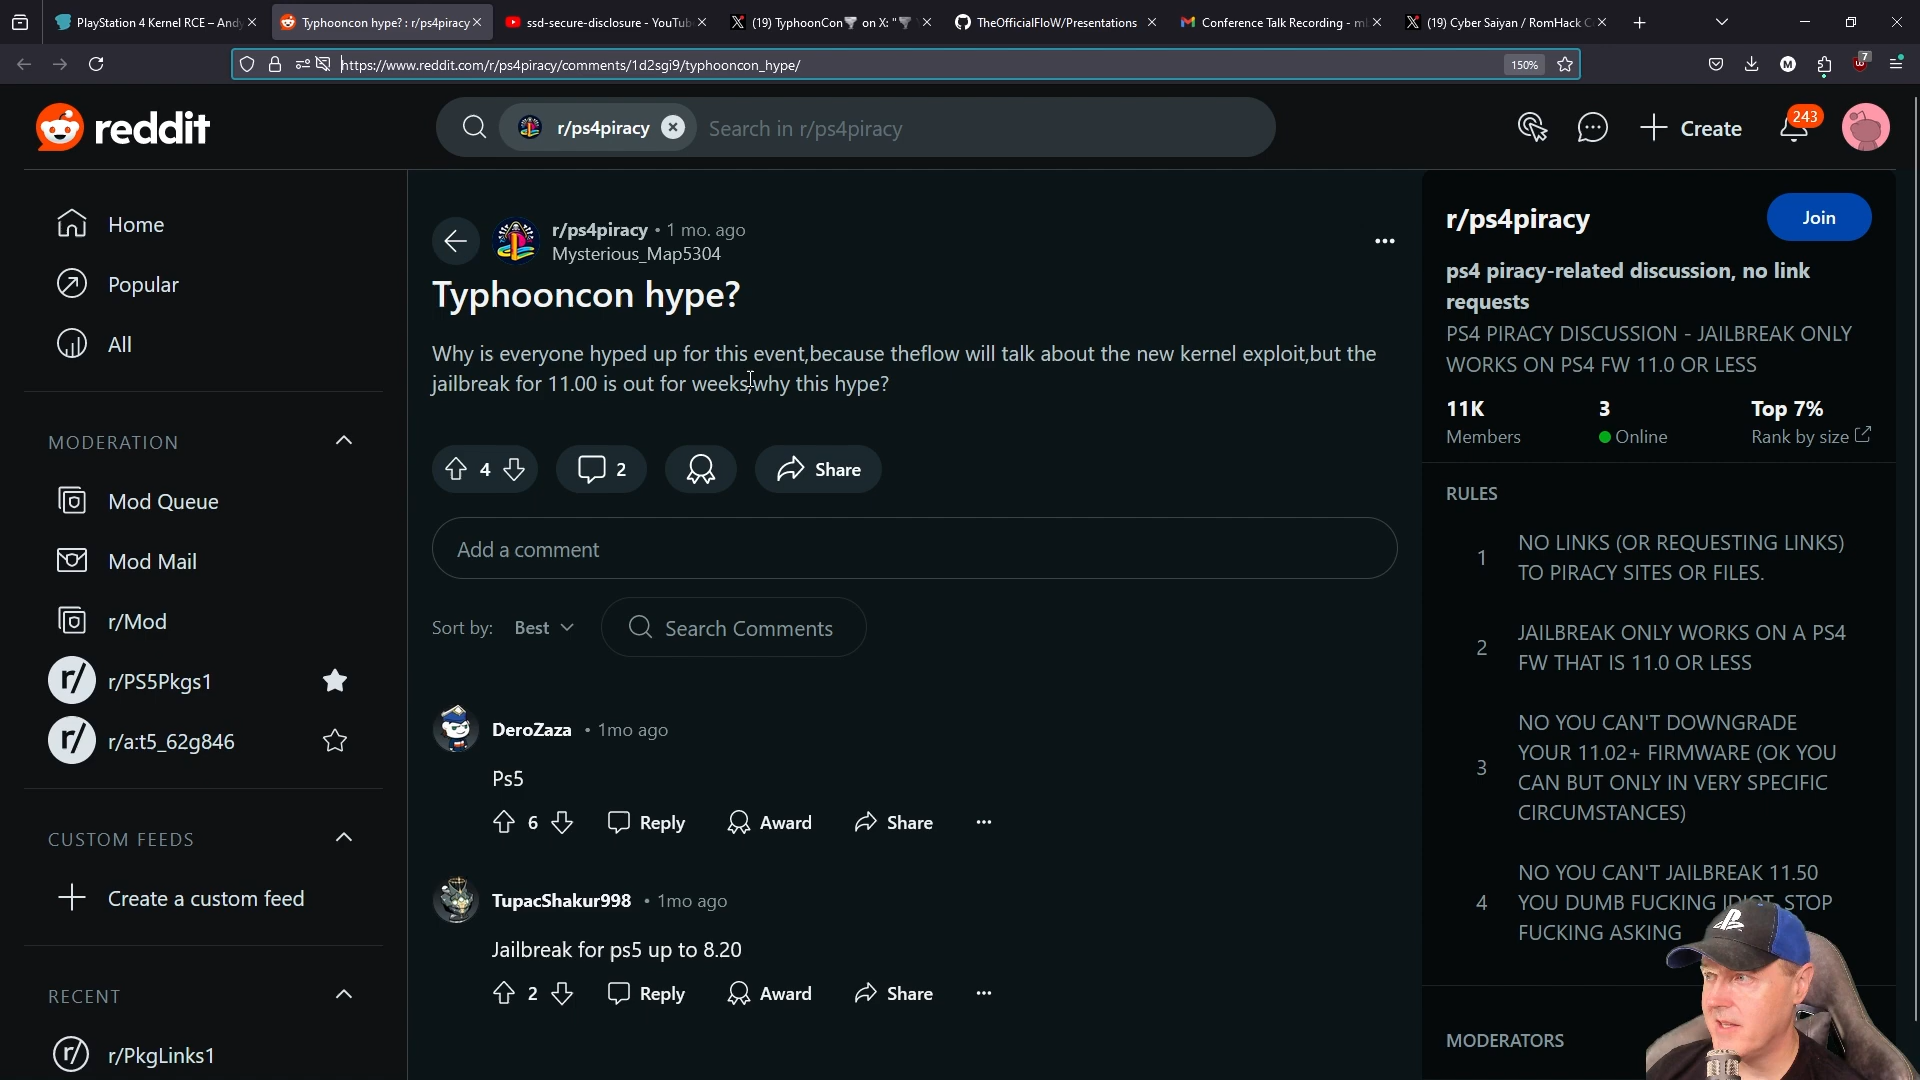 PlayStation 4 Kernel RCE – Andy
Typhooncon hype? : r/ps4piracy
ssd-secure-disclosure - YouTub
(19) TyphoonCon🌪️ on X: "🌪️
TheOfficialFloW/Presentations
Conference Talk Recording - m
(19) Cyber Saiyan / RomHack C
https://www.reddit.com/r/ps4piracy/comments/1d2sgi9/typhooncon_hype/
150%
7
reddit
r/ps4piracy
Search in r/ps4piracy
Create
243
Home
Popular
All
MODERATION
Mod Queue
Mod Mail
r/Mod
r/ r/PS5Pkgs1
r/ r/a:t5_62g846
CUSTOM FEEDS
Create a custom feed
RECENT
r/ r/PkgLinks1
r/ps4piracy • 1 mo. ago
Mysterious_Map5304
Typhooncon hype?
Why is everyone hyped up for this event,because theflow will talk about the new kernel exploit,but the
jailbreak for 11.00 is out for weeks,why this hype?
4
2
Share
Add a comment
Sort by: Best
Search Comments
DeroZaza • 1mo ago
Ps5
6 Reply Award Share
TupacShakur998 • 1mo ago
Jailbreak for ps5 up to 8.20
2 Reply Award Share
r/ps4piracy
Join
ps4 piracy-related discussion, no link
requests
PS4 PIRACY DISCUSSION - JAILBREAK ONLY
WORKS ON PS4 FW 11.0 OR LESS
11K 3 Top 7%
Members Online Rank by size
RULES
1 NO LINKS (OR REQUESTING LINKS)
TO PIRACY SITES OR FILES.
2 JAILBREAK ONLY WORKS ON A PS4
FW THAT IS 11.0 OR LESS
3 NO YOU CAN'T DOWNGRADE
YOUR 11.02+ FIRMWARE (OK YOU
CAN BUT ONLY IN VERY SPECIFIC
CIRCUMSTANCES)
4 NO YOU CAN'T JAILBREAK 11.50
YOU DUMB FUCKING IDIOT STOP
FUCKING ASKING
MODERATORS